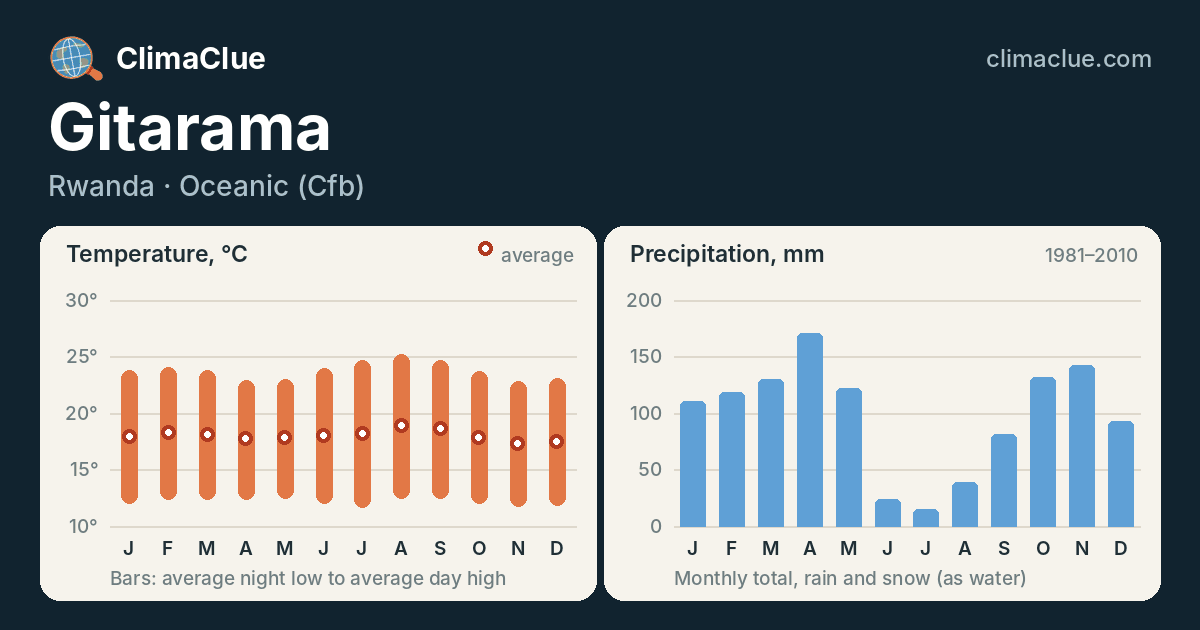 ClimaClue
climaclue.com
Gitarama
Rwanda · Oceanic (Cfb)
Temperature, °C
average
30°
25°
20°
15°
10°
J F M A M J J A S O N D
Bars: average night low to average day high
Precipitation, mm
1981–2010
200
150
100
50
0
J F M A M J J A S O N D
Monthly total, rain and snow (as water)